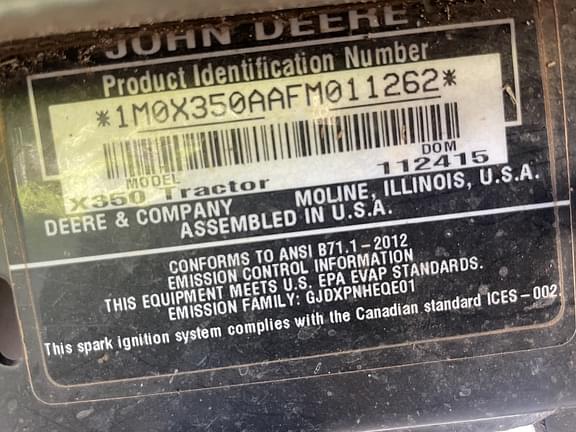 JOHN DEERE
Product Identification Number
*1M0X350AAFM011262*
MODEL DOM
X350 Tractor 112415
DEERE & COMPANY MOLINE, ILLINOIS, U.S.A.
ASSEMBLED IN U.S.A.
CONFORMS TO ANSI B71.1-2012
EMISSION CONTROL INFORMATION
THIS EQUIPMENT MEETS U.S. EPA EVAP STANDARDS.
EMISSION FAMILY: GJDXPNHEQE01
This spark ignition system complies with the Canadian standard ICES-002.